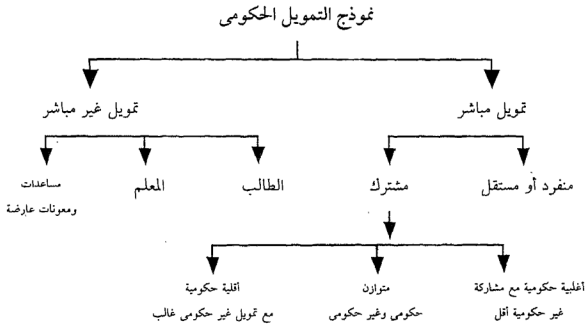 نموذج التمويل الحكومى
تمويل مباشر
تمويل غير مباشر
منفرد أو مستقل
مشترك
الطالب
المعلم
مساعدات
ومعونات عارضة
أغلبية حكومية مع مشاركة
غير حكومية أقل
متوازن
حكومى وغير حكومى
أقلية حكومية
مع تمويل غير حكومى غالب